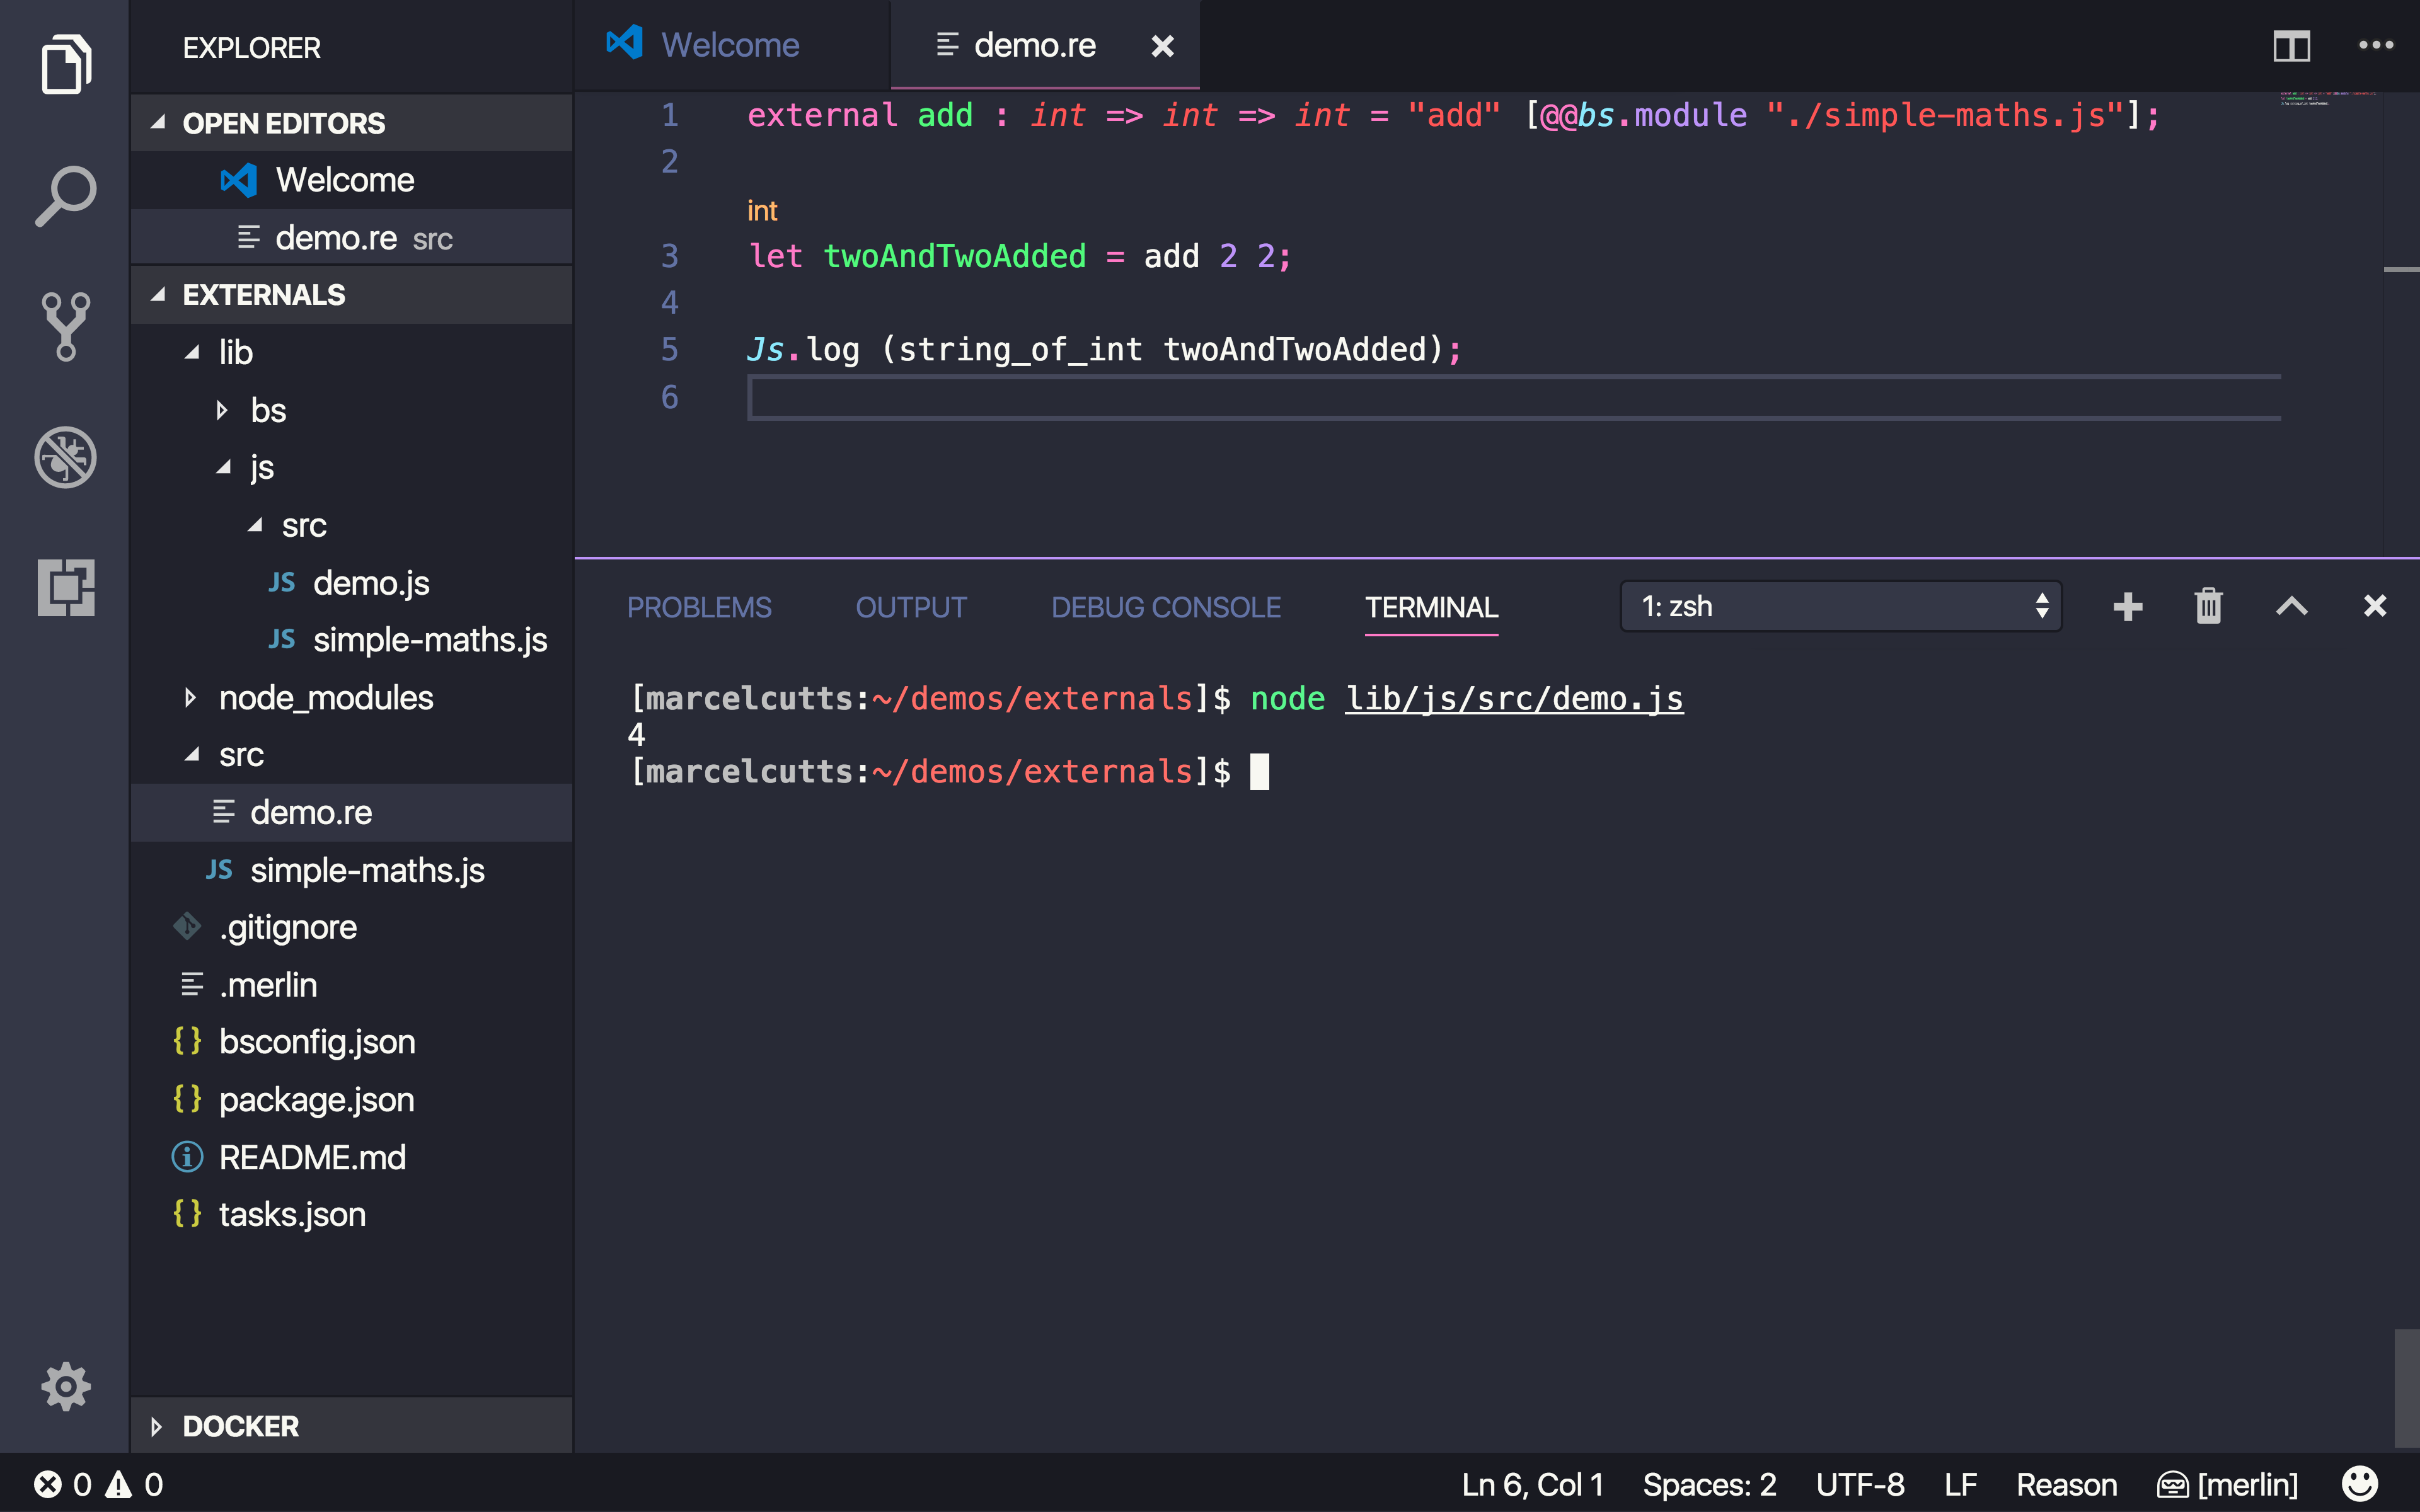 EXPLORER
OPEN EDITORS
Welcome
demo.re src
EXTERNALS
lib
bs
js
src
JS demo.js
JS simple-maths.js
node_modules
src
demo.re
JS simple-maths.js
.gitignore
.merlin
{ } bsconfig.json
{ } package.json
README.md
{ } tasks.json
DOCKER
Welcome
demo.re
1 external add : int => int => int = "add" [@@bs.module "./simple-maths.js"];
2
int
3 let twoAndTwoAdded = add 2 2;
4
5 Js.log (string_of_int twoAndTwoAdded);
6
PROBLEMS OUTPUT DEBUG CONSOLE TERMINAL 1: zsh
[marcelcutts:~/demos/externals]$ node lib/js/src/demo.js
4
[marcelcutts:~/demos/externals]$
0 0 Ln 6, Col 1 Spaces: 2 UTF-8 LF Reason [merlin]